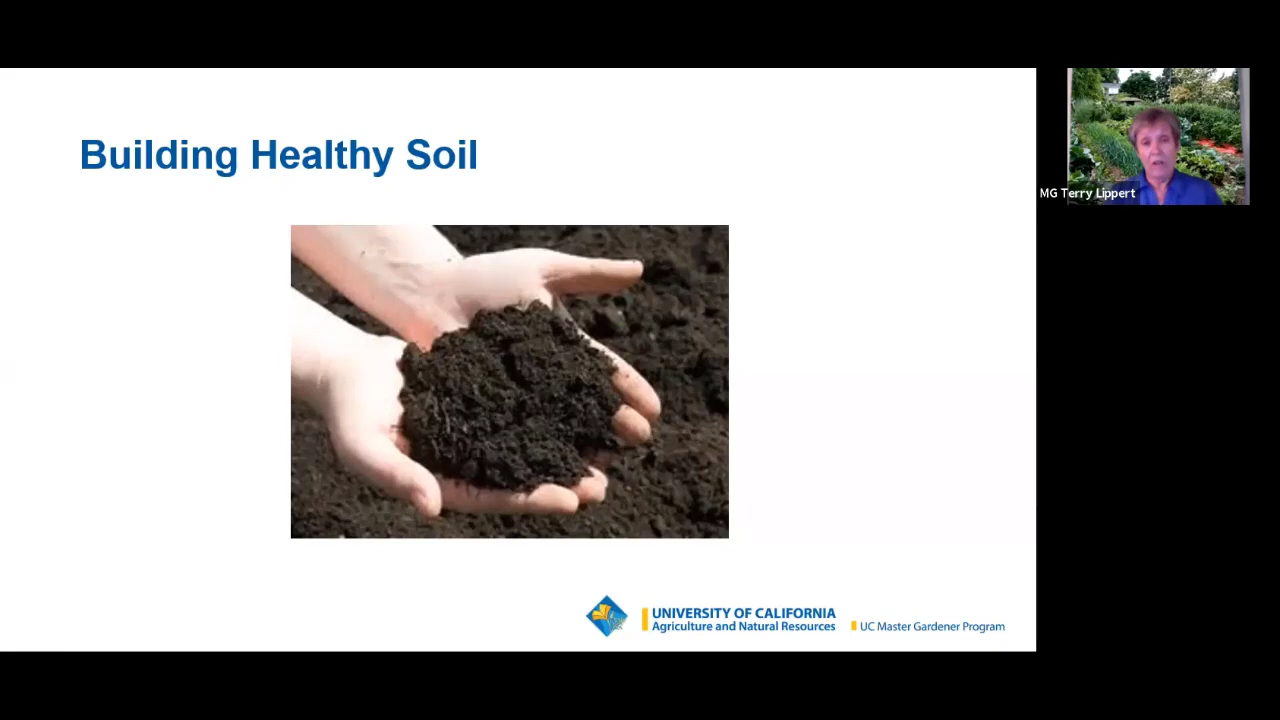 Building Healthy Soil
MG Terry Lippert
UNIVERSITY OF CALIFORNIA
Agriculture and Natural Resources
UC Master Gardener Program